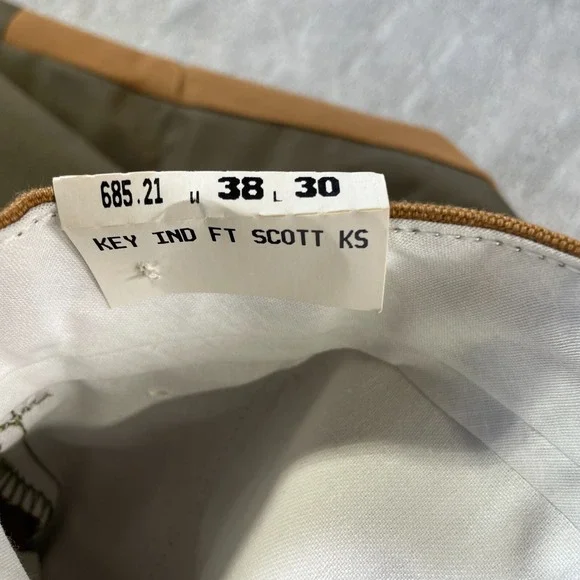 685.21 W 38 L 30
KEY IND FT SCOTT KS